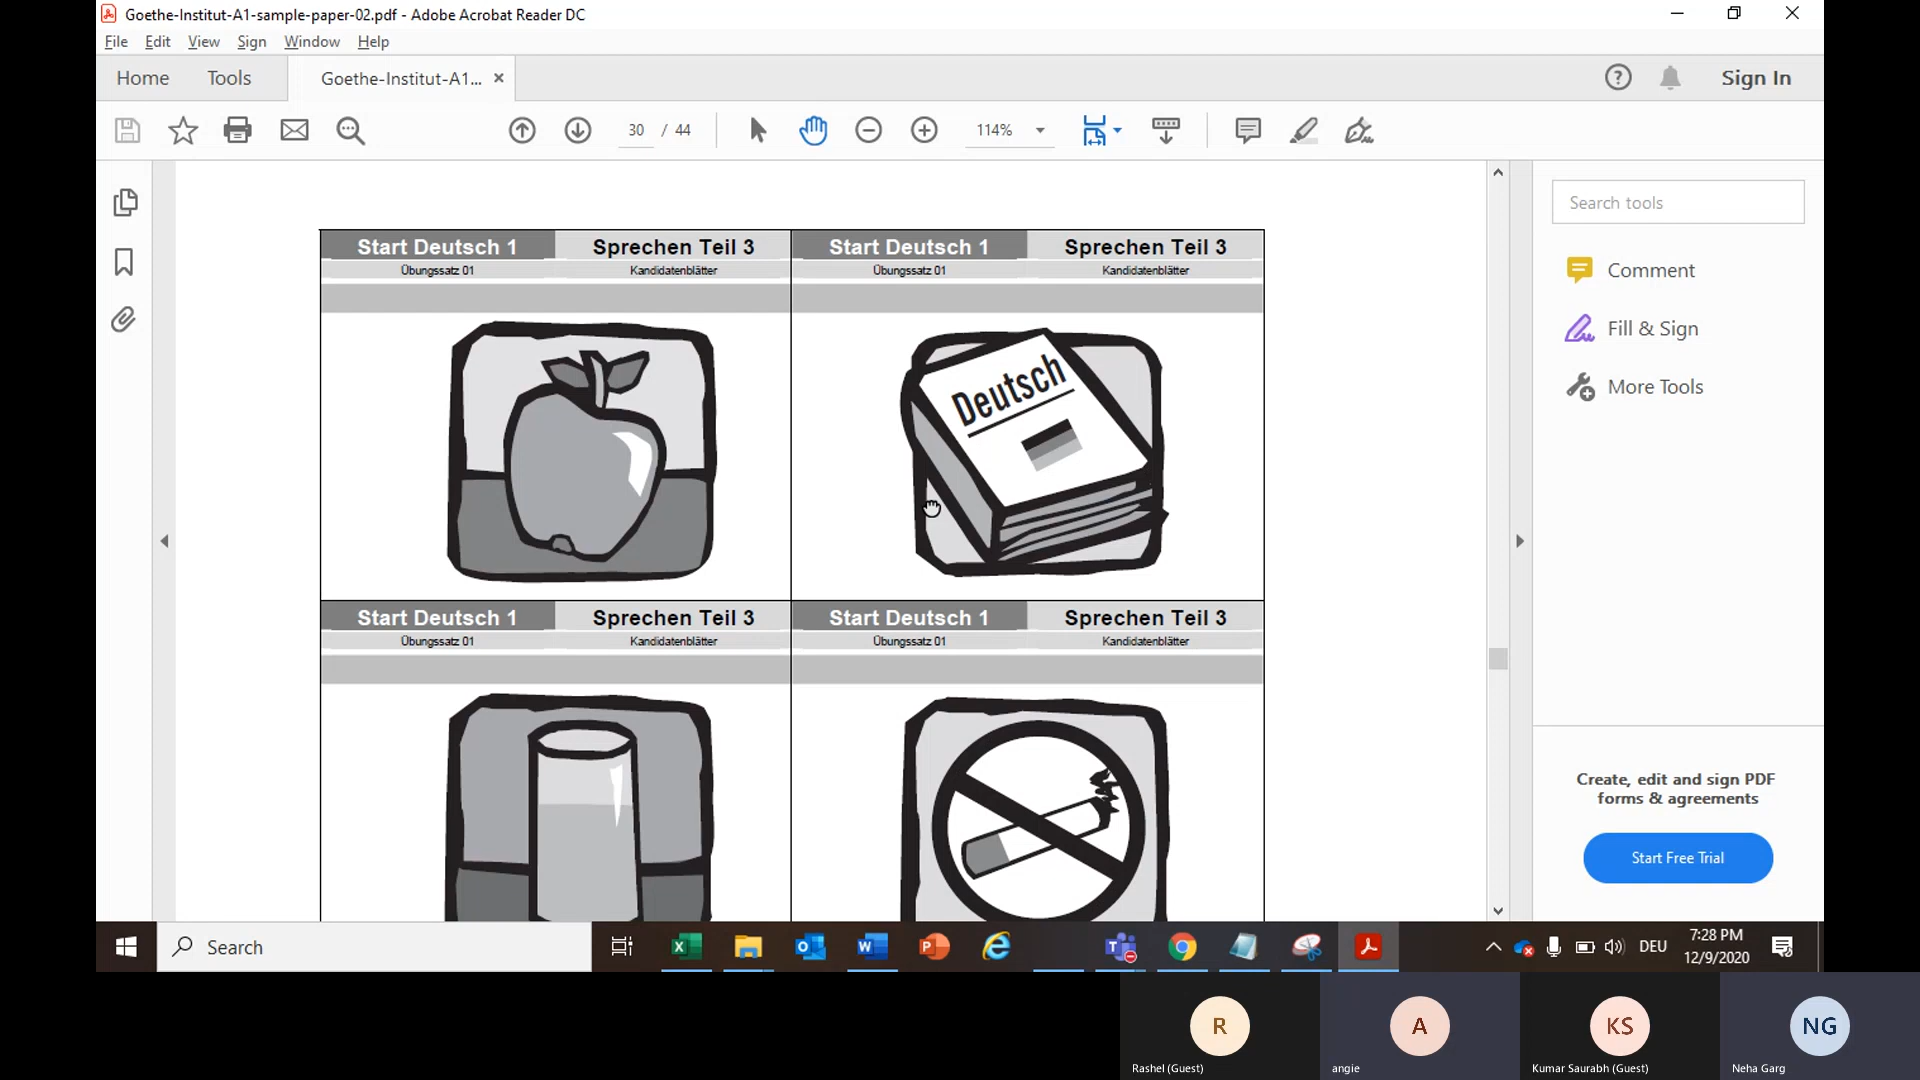 Goethe-Institut-A1-sample-paper-02.pdf - Adobe Acrobat Reader DC
File Edit View Sign Window Help
Home Tools Goethe-Institut-A1... × Sign In
30 / 44 114%
Search tools
Comment
Fill & Sign
More Tools
Start Deutsch 1 Sprechen Teil 3 Start Deutsch 1 Sprechen Teil 3
Übungssatz 01 Kandidatenblätter Übungssatz 01 Kandidatenblätter
Deutsch
Start Deutsch 1 Sprechen Teil 3 Start Deutsch 1 Sprechen Teil 3
Übungssatz 01 Kandidatenblätter Übungssatz 01 Kandidatenblätter
Create, edit and sign PDF
forms & agreements
Start Free Trial
Search DEU 7:28 PM
12/9/2020
R A KS NG
Rashel (Guest) angie Kumar Saurabh (Guest) Neha Garg